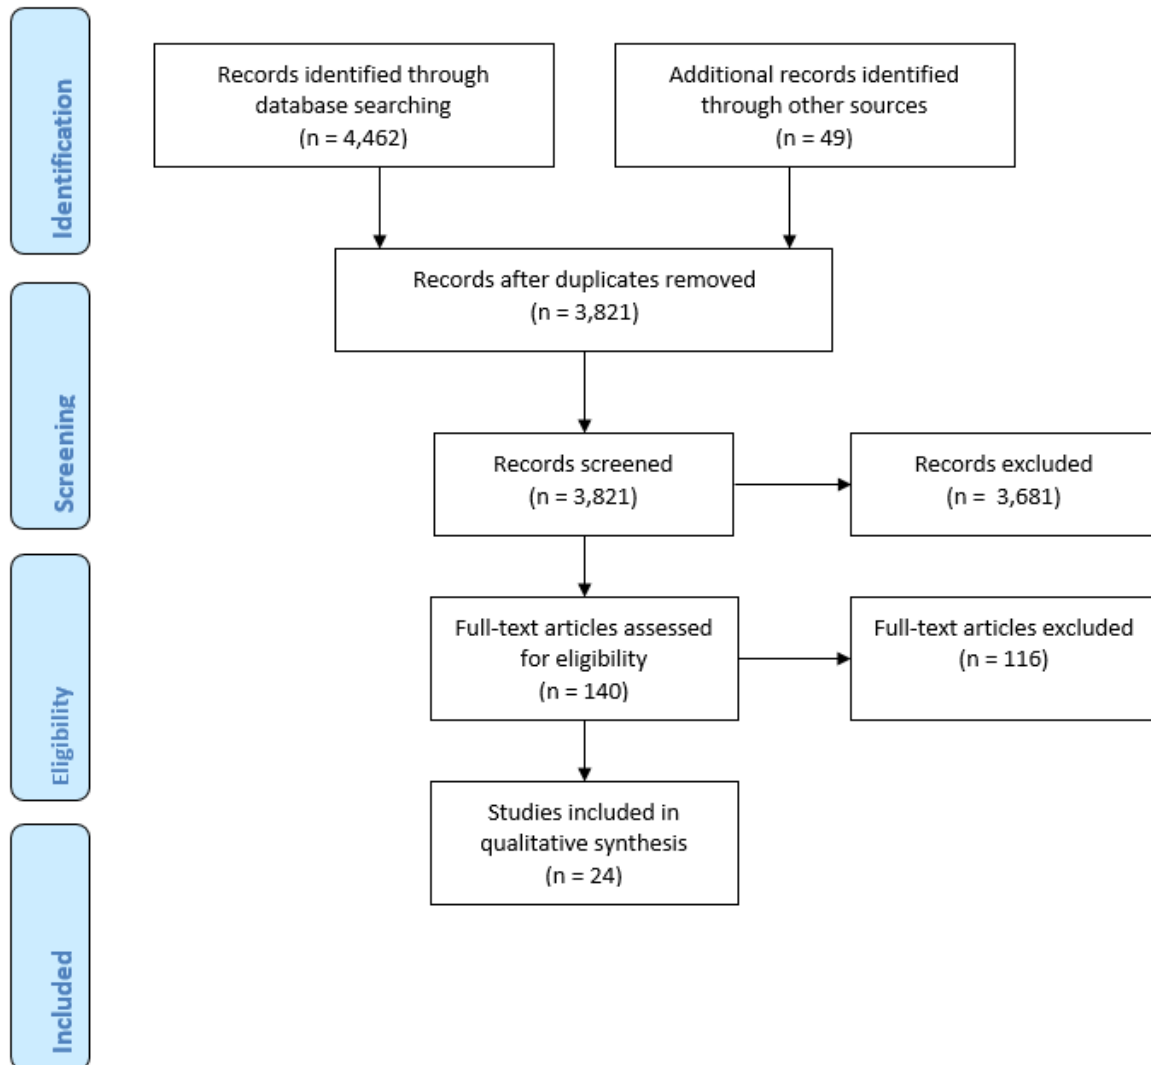 Identification
Records identified through
database searching
(n = 4,462)
Additional records identified
through other sources
(n = 49)
Records after duplicates removed
(n = 3,821)
Screening
Records screened
(n = 3,821)
Records excluded
(n =  3,681)
Eligibility
Full-text articles assessed
for eligibility
(n = 140)
Full-text articles excluded
(n = 116)
Studies included in
qualitative synthesis
(n = 24)
Included